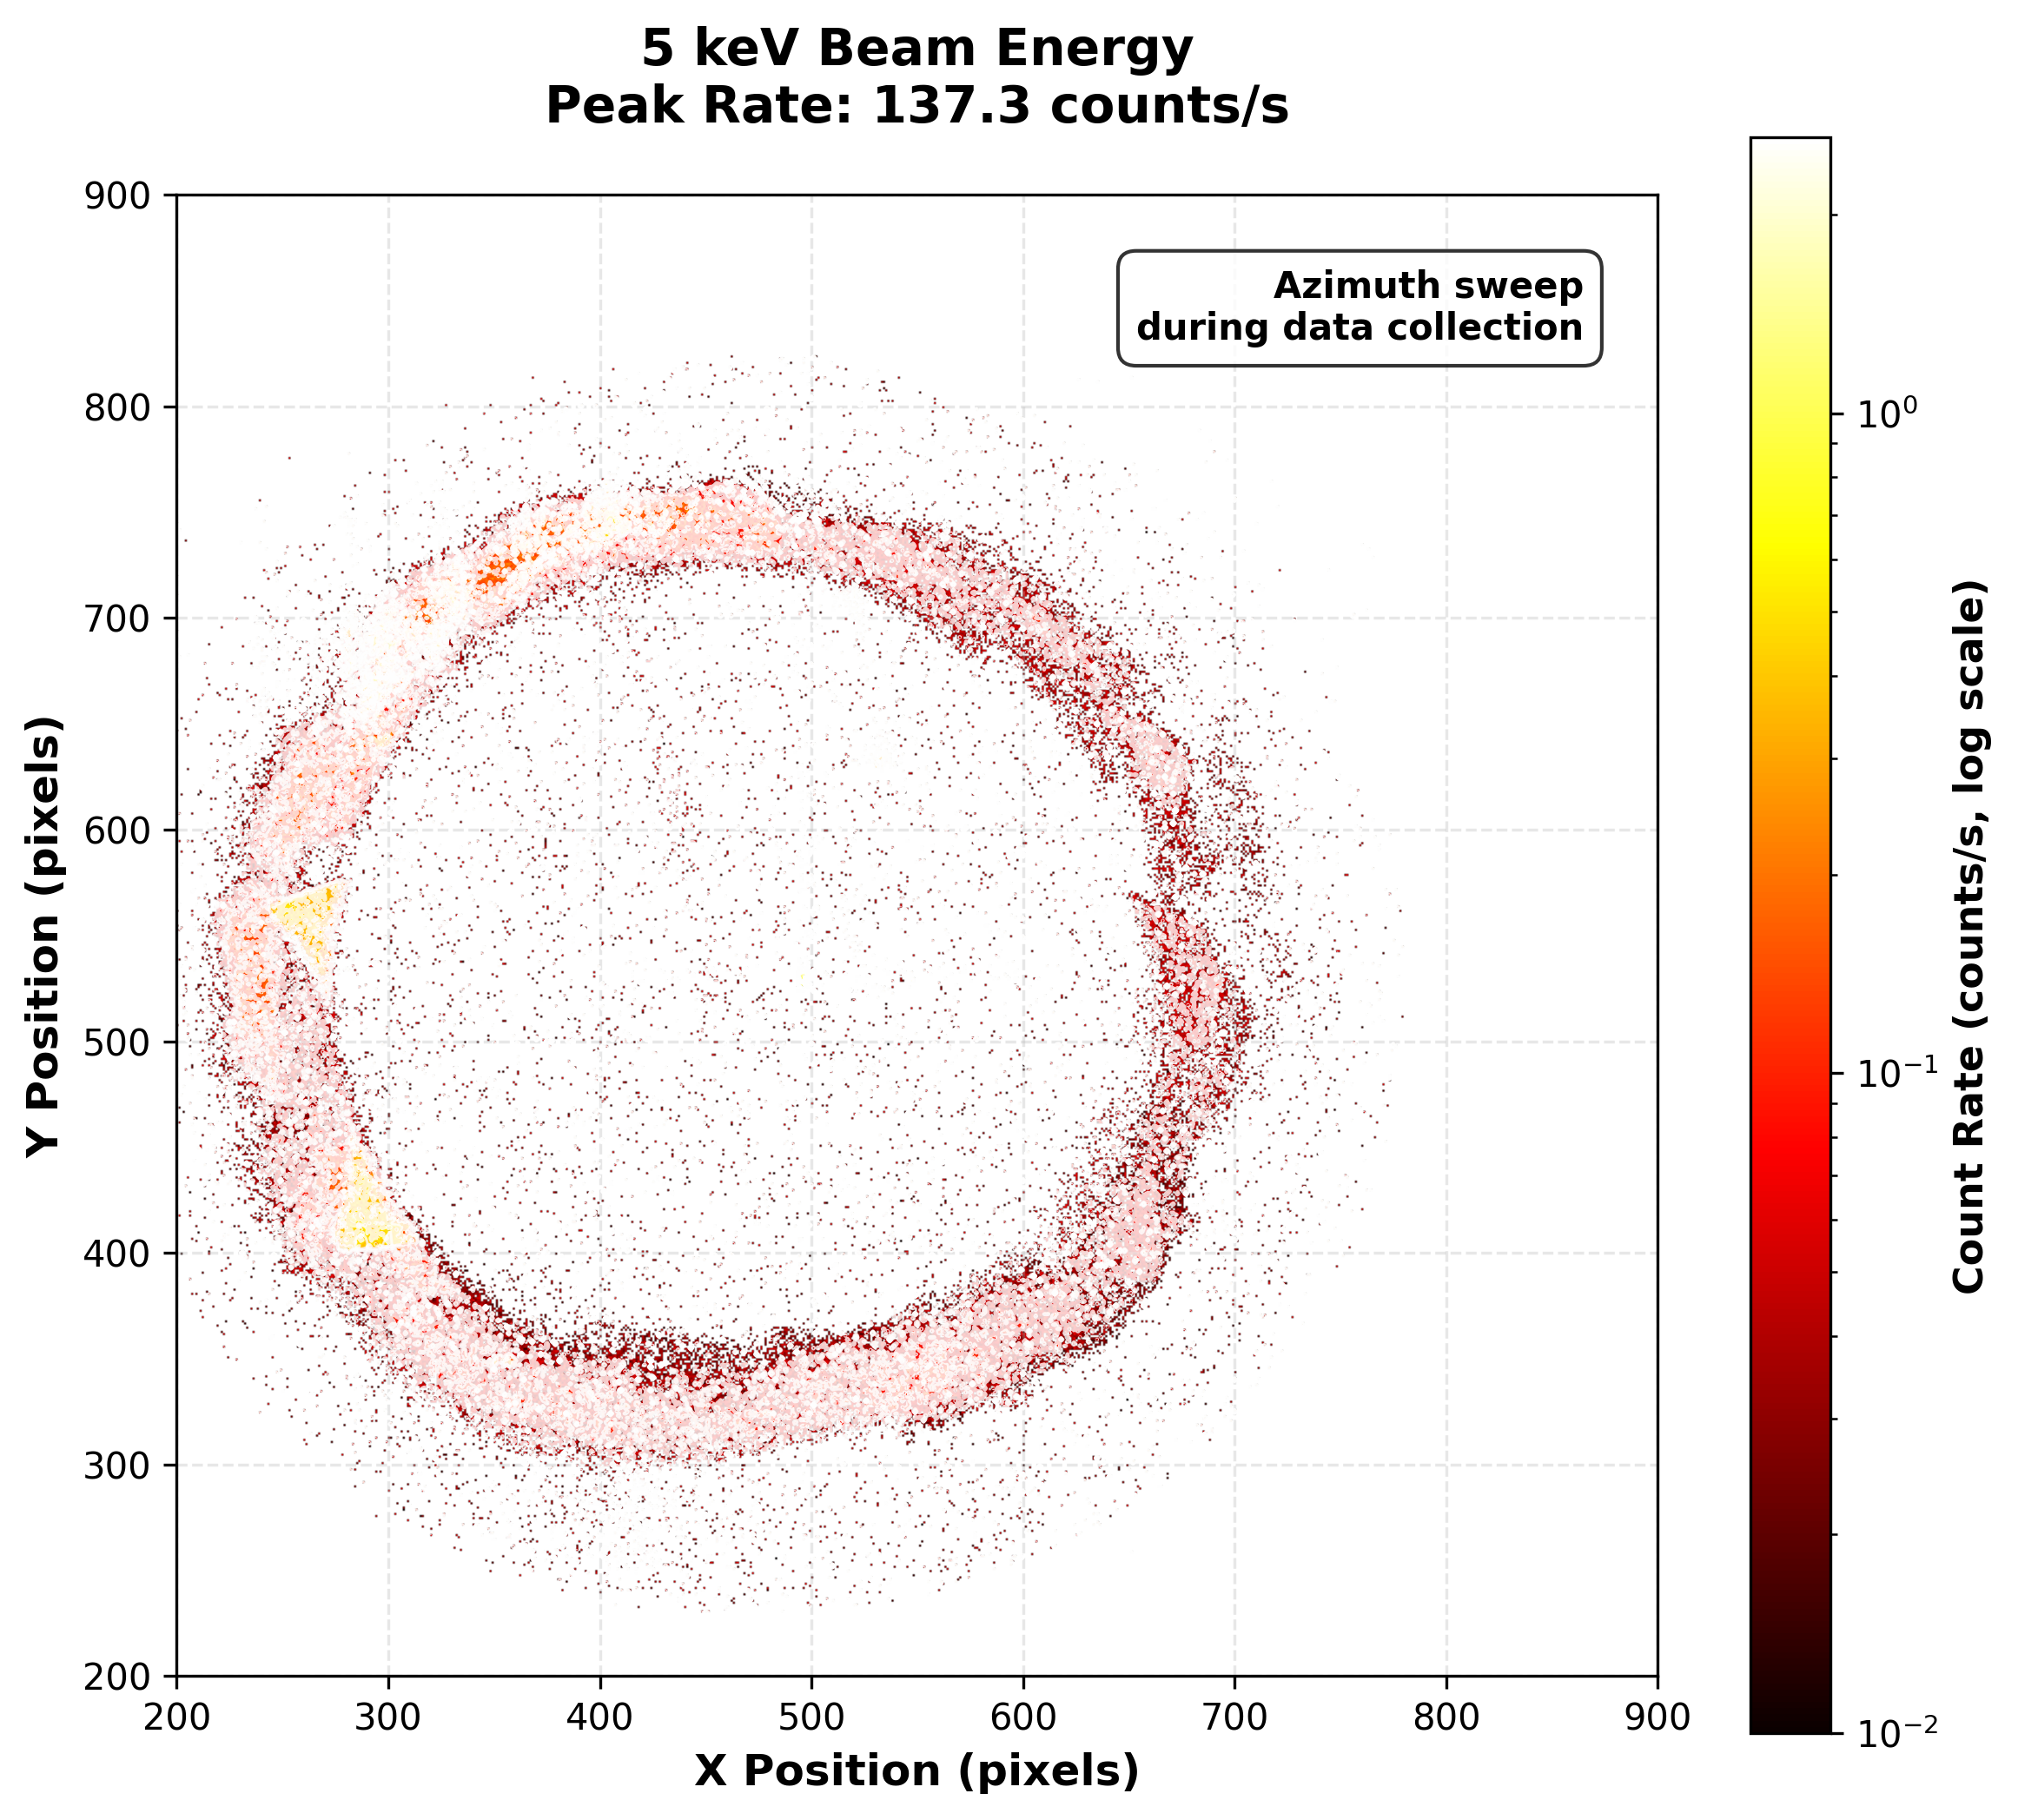 5 keV Beam Energy
Peak Rate: 137.3 counts/s
Azimuth sweep
during data collection
900
800
700
600
500
400
300
200
200 300 400 500 600 700 800 900
X Position (pixels)
Y Position (pixels)
10⁰
10⁻¹
10⁻²
Count Rate (counts/s, log scale)